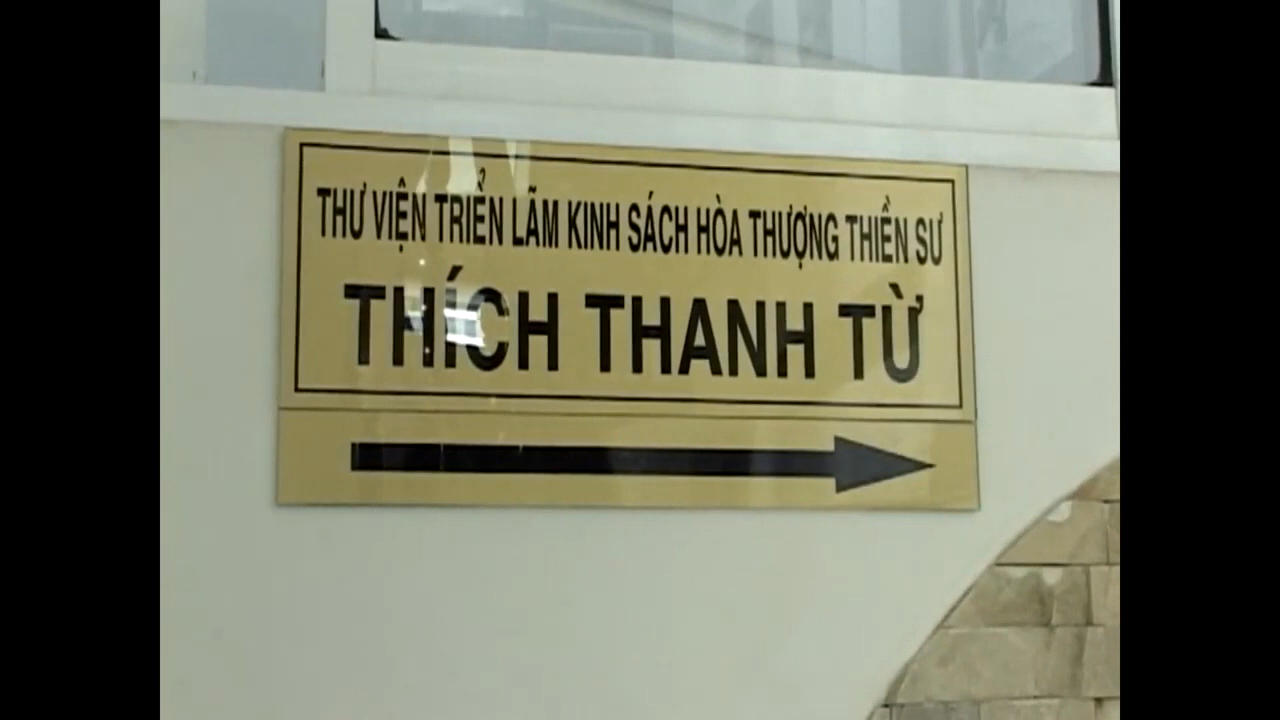 THƯ VIỆN TRIỂN LÃM KINH SÁCH HÒA THƯỢNG THIỀN SƯ
THÍCH THANH TỪ